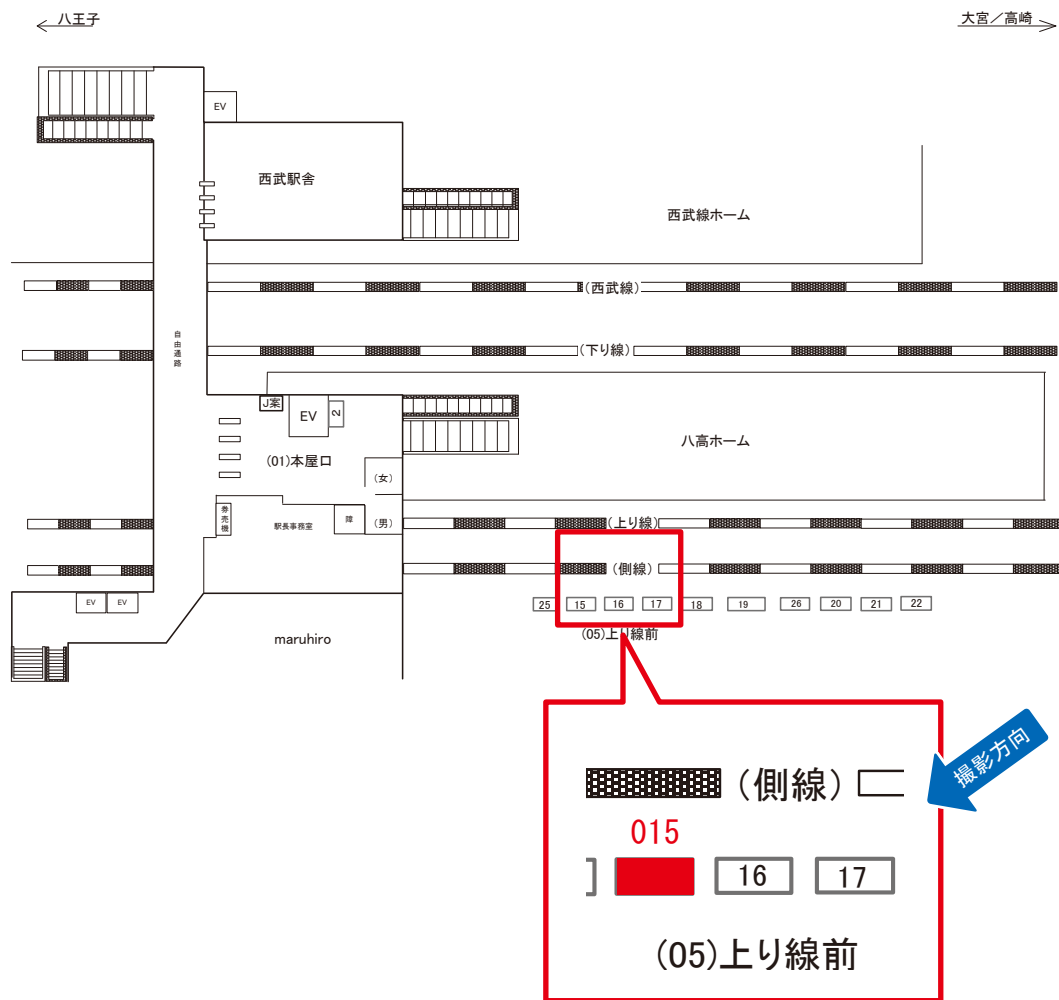 八王子
大宮／高崎
EV
西武駅舎
西武線ホーム
(西武線)
自由通路
(下り線)
J案
EV
2
八高ホーム
(01)本屋口
(女)
券売機
駅長事務室
障
(男)
(上り線)
(側線)
EV EV
25 15 16 17 18 19 26 20 21 22
maruhiro
(05)上り線前
撮影方向
(側線)
015
16 17
(05)上り線前